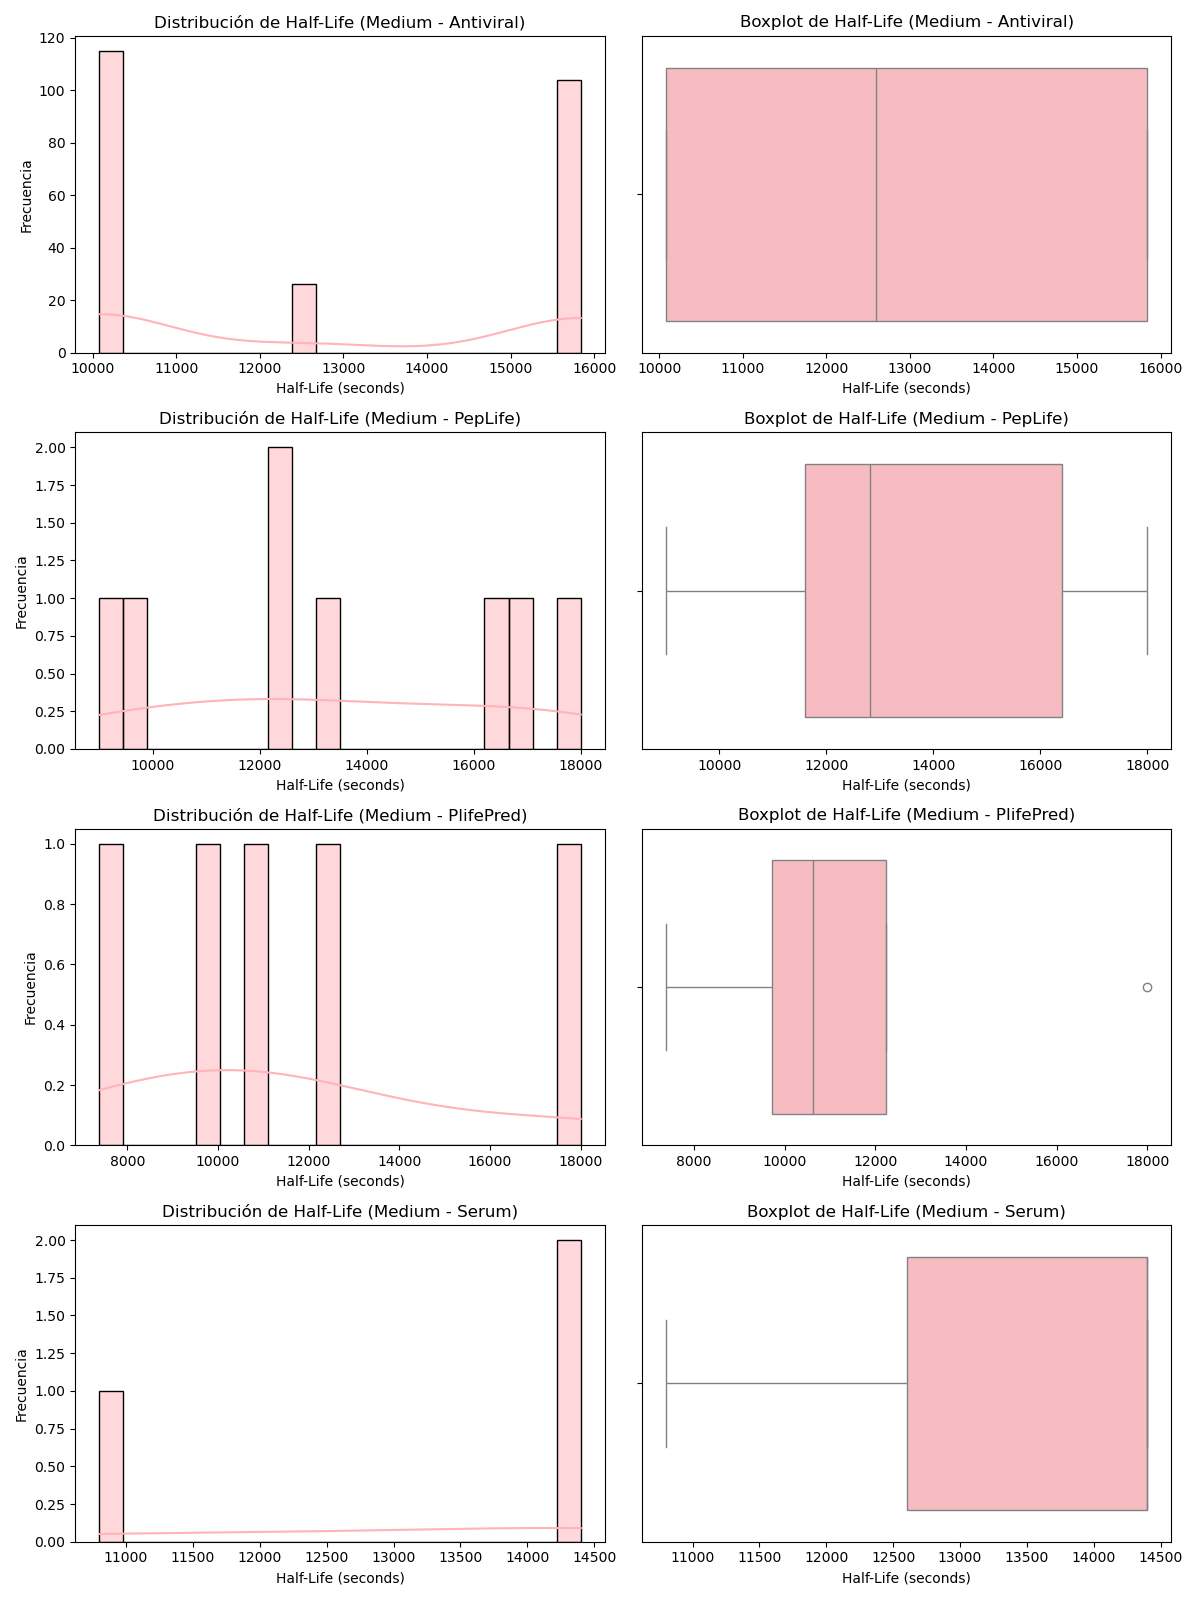 Distribución de Half-Life (Medium - Antiviral)
Frecuencia
120
100
80
60
40
20
0
10000 11000 12000 13000 14000 15000 16000
Half-Life (seconds)
Boxplot de Half-Life (Medium - Antiviral)
10000 11000 12000 13000 14000 15000 16000
Half-Life (seconds)
Distribución de Half-Life (Medium - PepLife)
Frecuencia
2.00
1.75
1.50
1.25
1.00
0.75
0.50
0.25
0.00
10000 12000 14000 16000 18000
Half-Life (seconds)
Boxplot de Half-Life (Medium - PepLife)
10000 12000 14000 16000 18000
Half-Life (seconds)
Distribución de Half-Life (Medium - PlifePred)
Frecuencia
1.0
0.8
0.6
0.4
0.2
0.0
8000 10000 12000 14000 16000 18000
Half-Life (seconds)
Boxplot de Half-Life (Medium - PlifePred)
8000 10000 12000 14000 16000 18000
Half-Life (seconds)
Distribución de Half-Life (Medium - Serum)
Frecuencia
2.00
1.75
1.50
1.25
1.00
0.75
0.50
0.25
0.00
11000 11500 12000 12500 13000 13500 14000 14500
Half-Life (seconds)
Boxplot de Half-Life (Medium - Serum)
11000 11500 12000 12500 13000 13500 14000 14500
Half-Life (seconds)